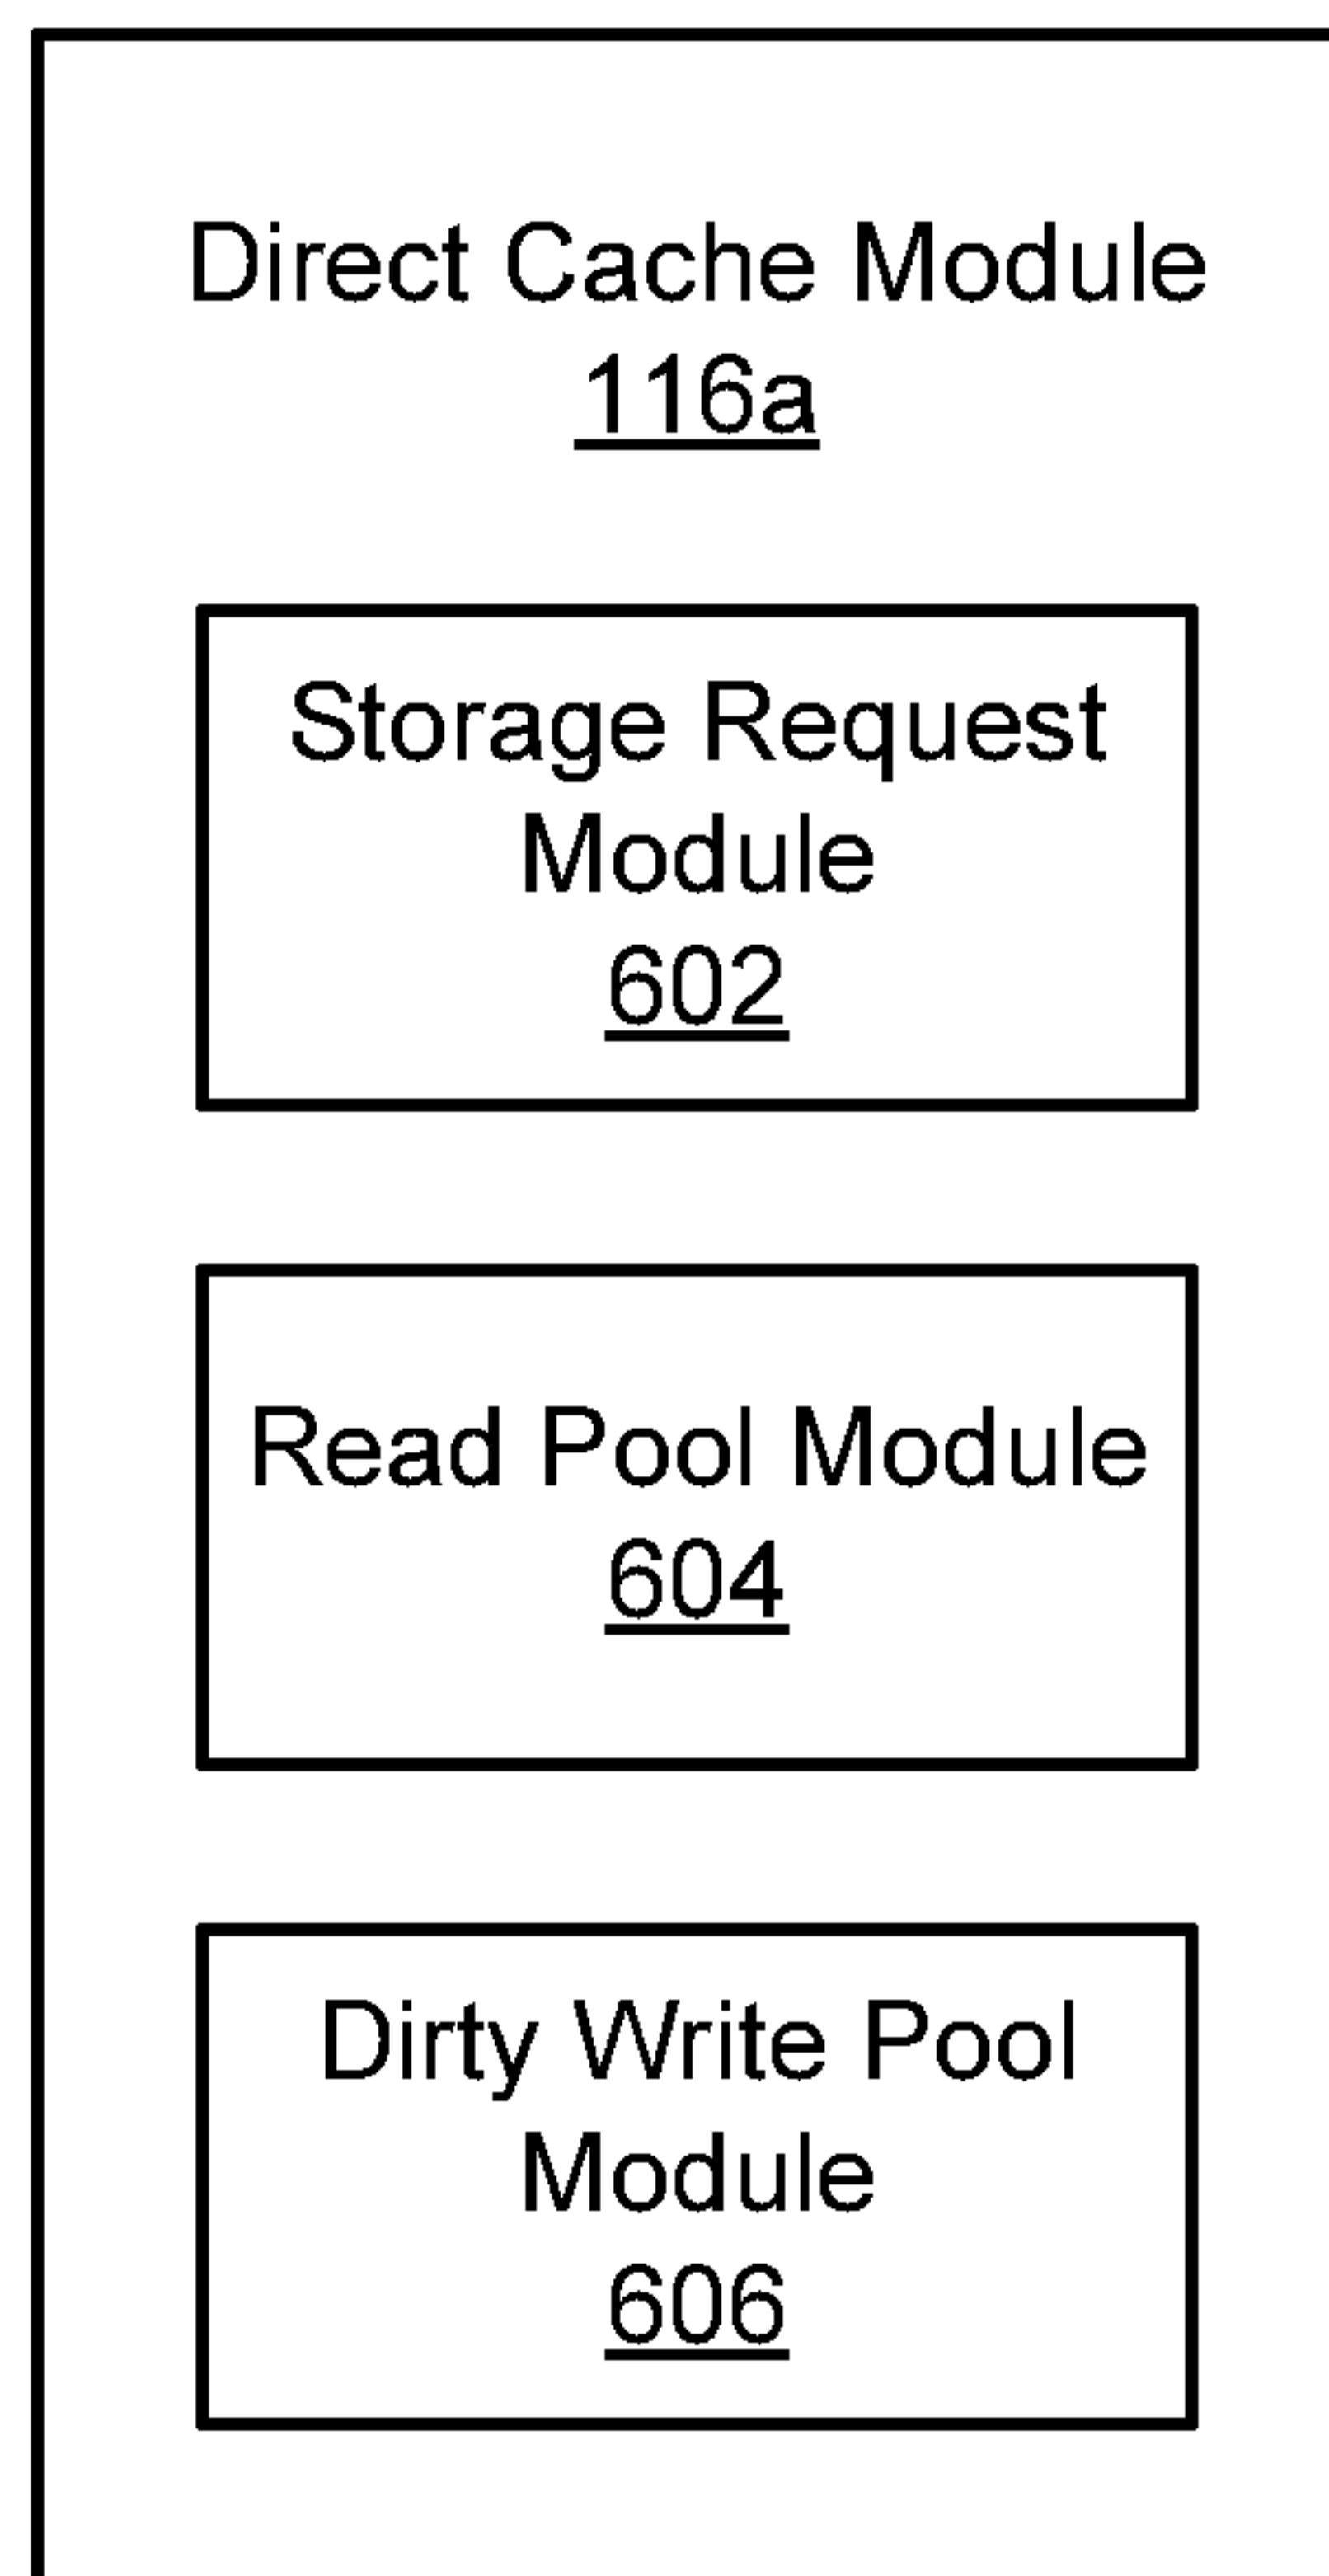 Direct Cache Module
116a
Storage Request
Module
602
Read Pool Module
604
Dirty Write Pool
Module
606